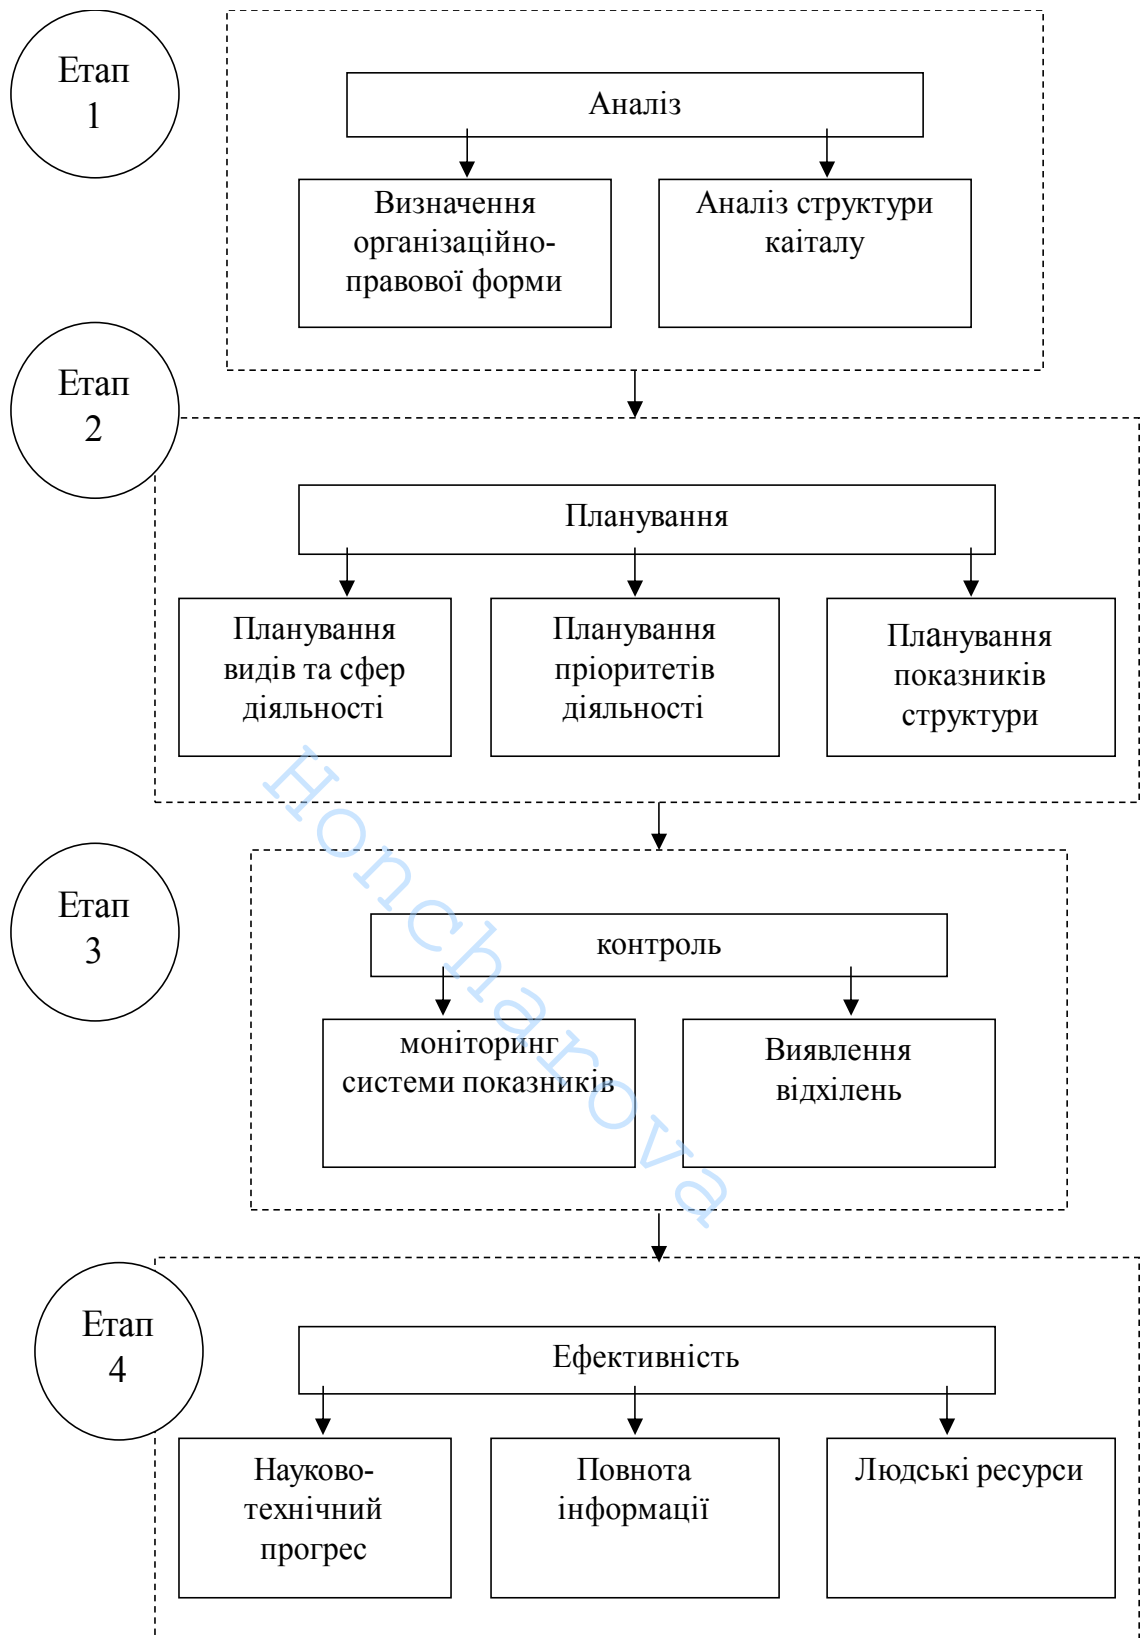 Етап
1
Аналіз
Визначення
організаційно-
правової форми
Аналіз структури
каіталу
Етап
2
Планування
Планування
видів та сфер
діяльності
Планування
пріоритетів
діяльності
Планування
показників
структури
Етап
3
контроль
моніторинг
системи показників
Виявлення
відхілень
Етап
4
Ефективність
Науково-
технічний
прогрес
Повнота
інформації
Людські ресурси
Honcharova